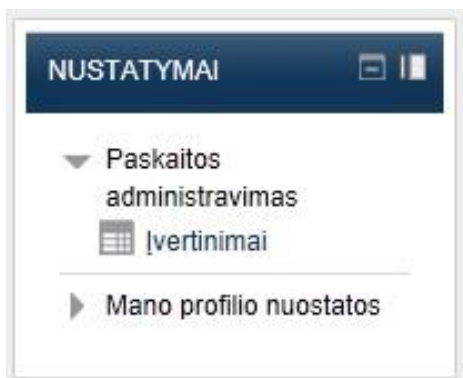 NUSTATYMAI
Paskaitos
administravimas
Įvertinimai
Mano profilio nuostatos